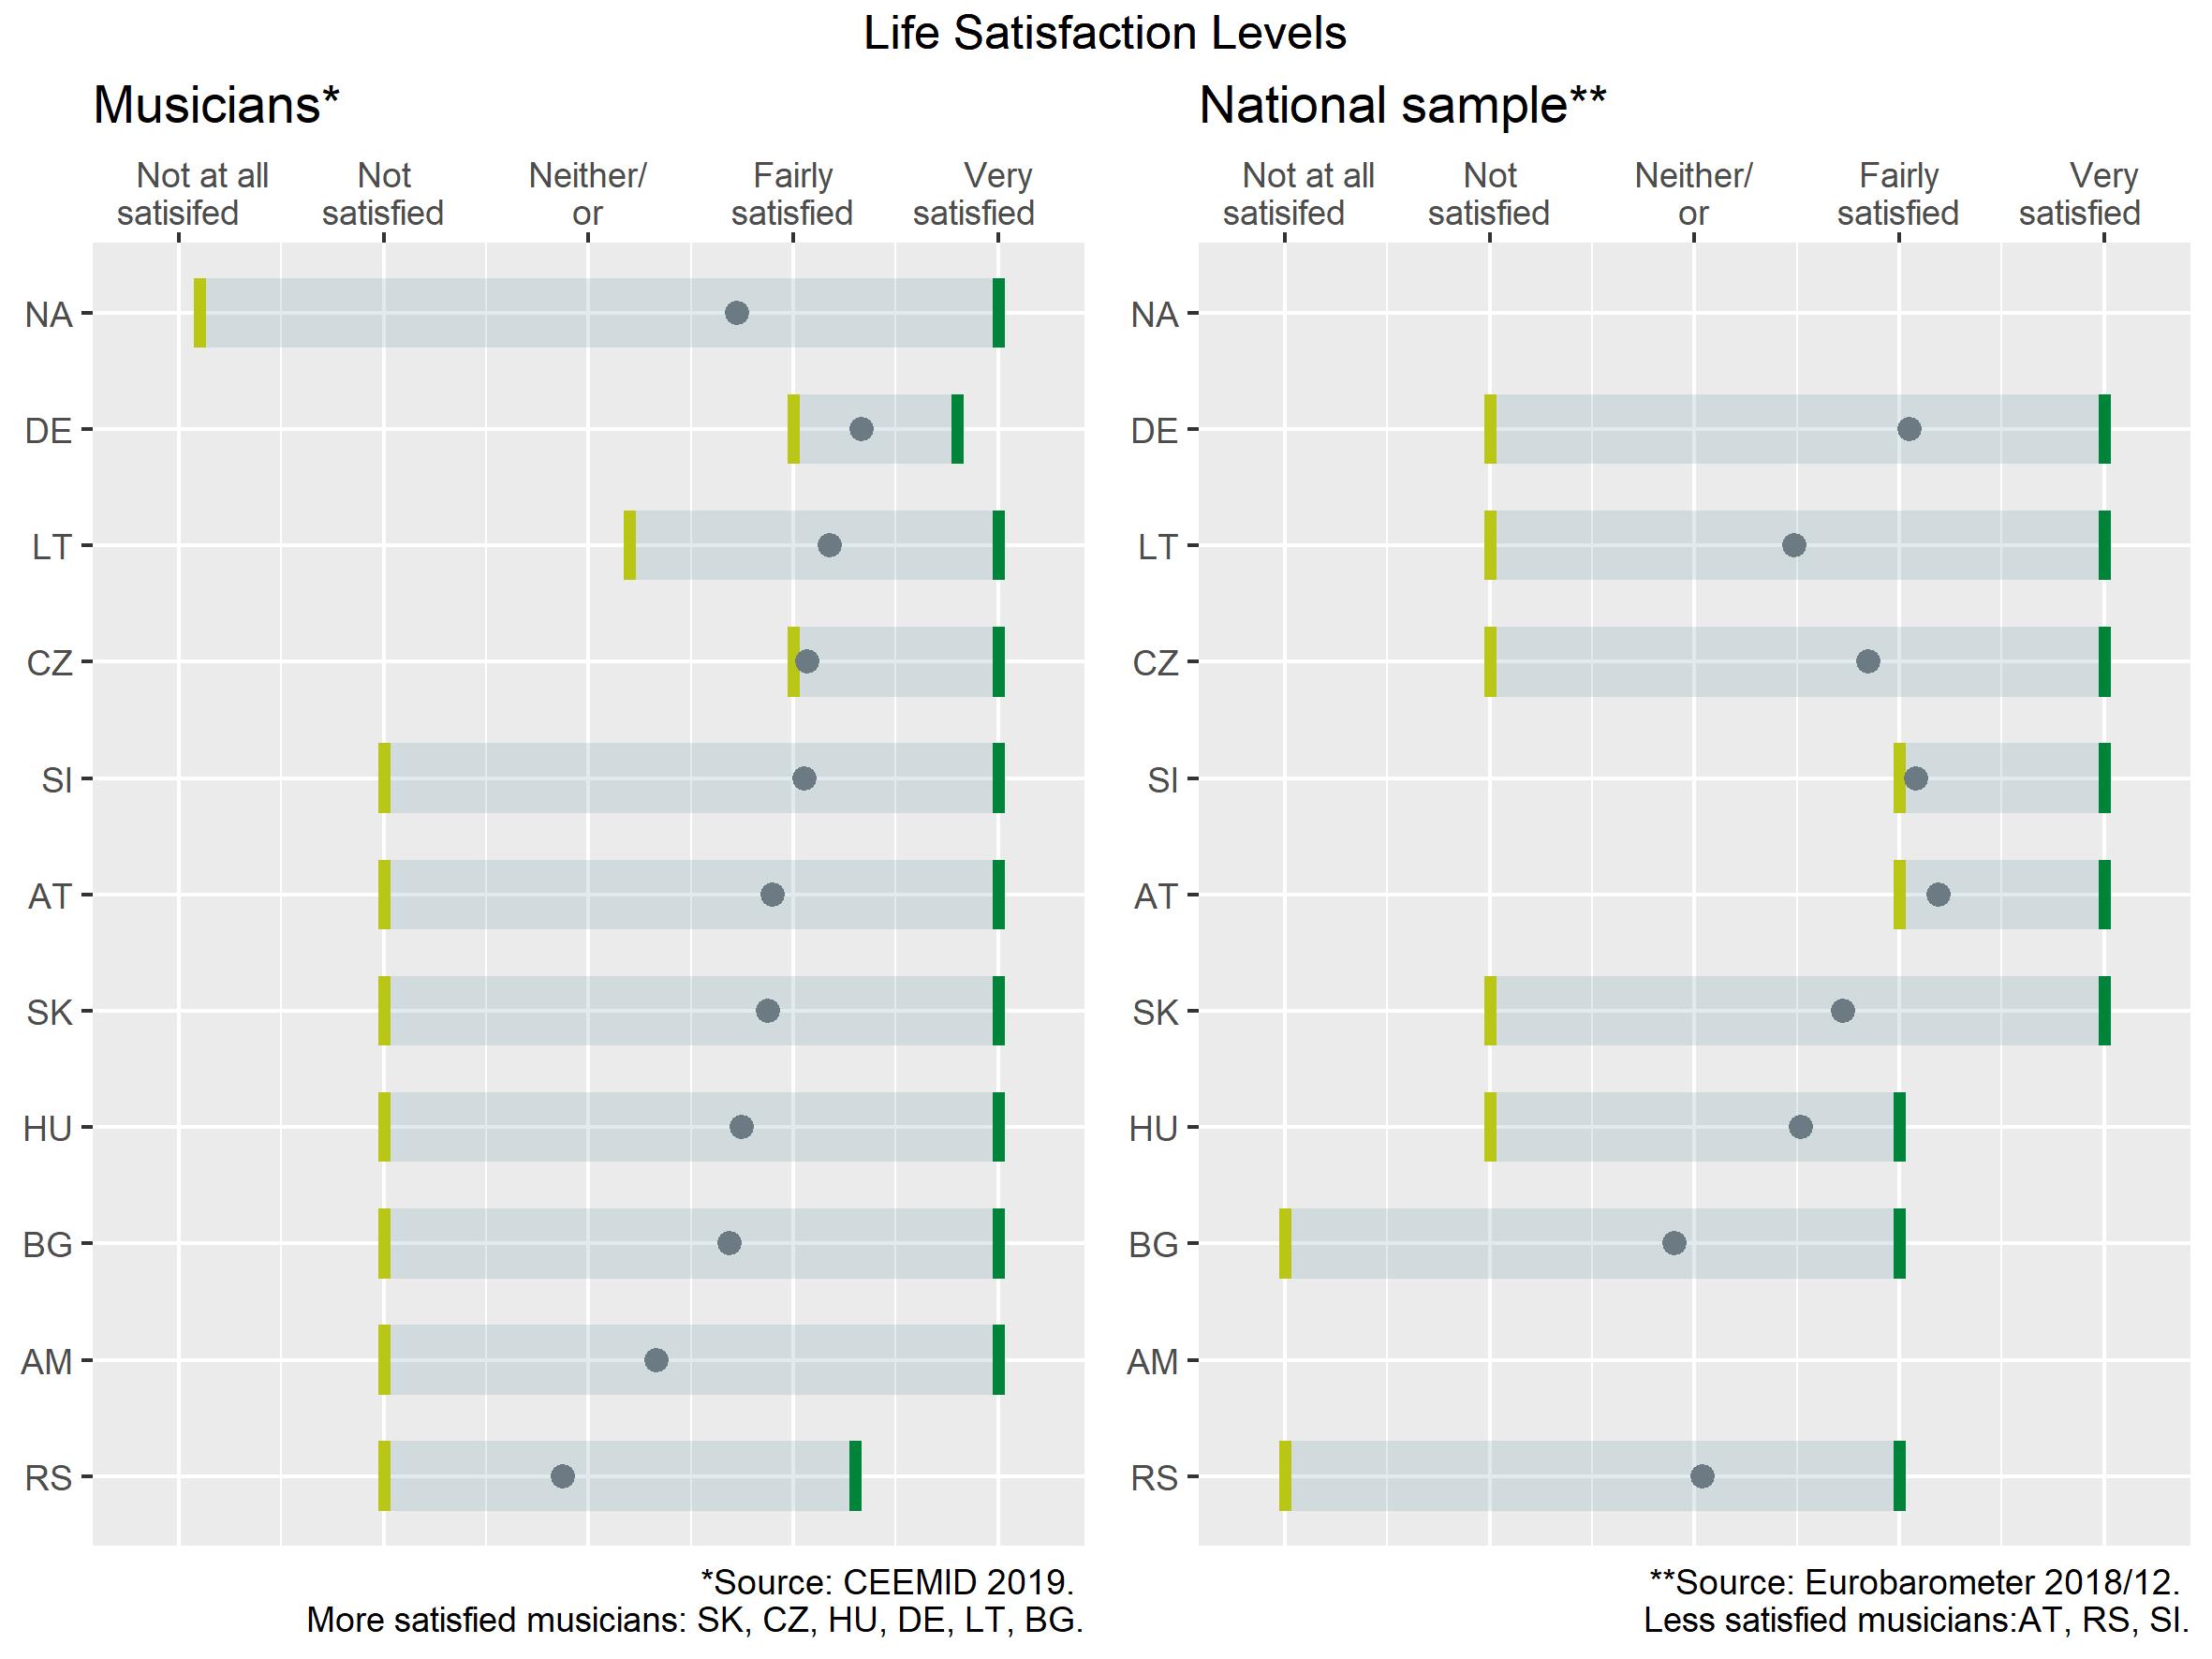 Life Satisfaction Levels
Musicians*
Not at all
satisifed
Not
satisfied
Neither/
or
Fairly
satisfied
Very
satisfied
NA
DE
LT
CZ
SI
AT
SK
HU
BG
AM
RS
*Source: CEEMID 2019.
More satisfied musicians: SK, CZ, HU, DE, LT, BG.
National sample**
Not at all
satisifed
Not
satisfied
Neither/
or
Fairly
satisfied
Very
satisfied
NA
DE
LT
CZ
SI
AT
SK
HU
BG
AM
RS
**Source: Eurobarometer 2018/12.
Less satisfied musicians:AT, RS, SI.